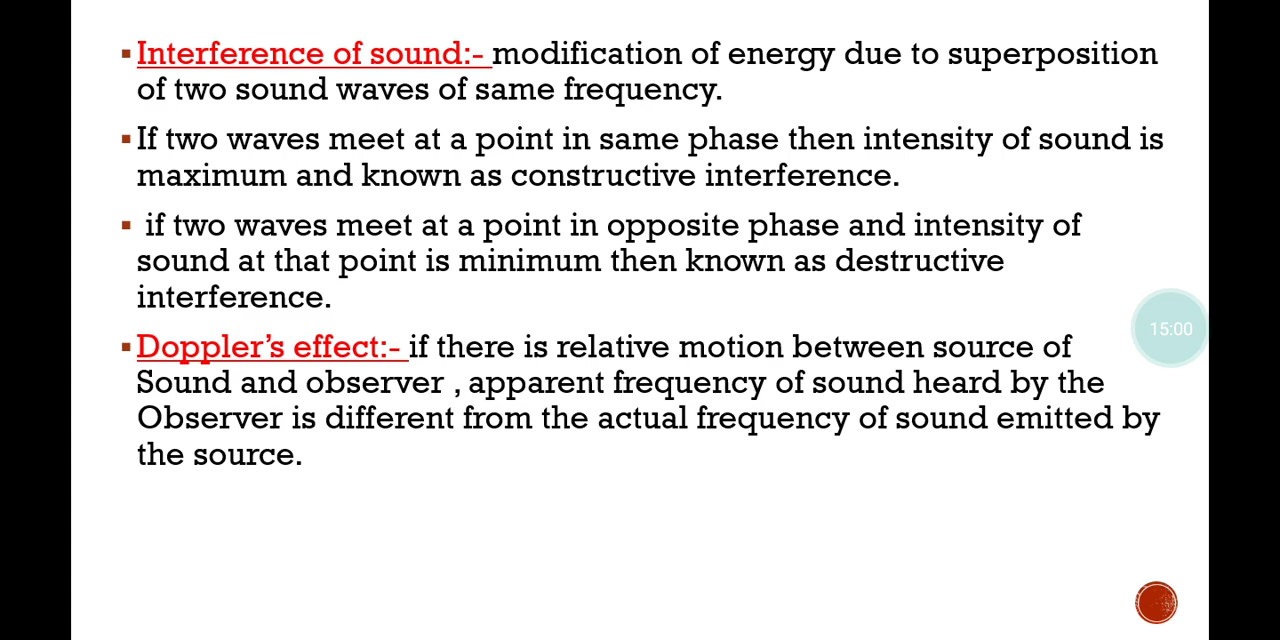 Interference of sound:- modification of energy due to superposition
of two sound waves of same frequency.
If two waves meet at a point in same phase then intensity of sound is
maximum and known as constructive interference.
if two waves meet at a point in opposite phase and intensity of
sound at that point is minimum then known as destructive
interference.
Doppler's effect:- if there is relative motion between source of
Sound and observer , apparent frequency of sound heard by the
Observer is different from the actual frequency of sound emitted by
the source.
15:00